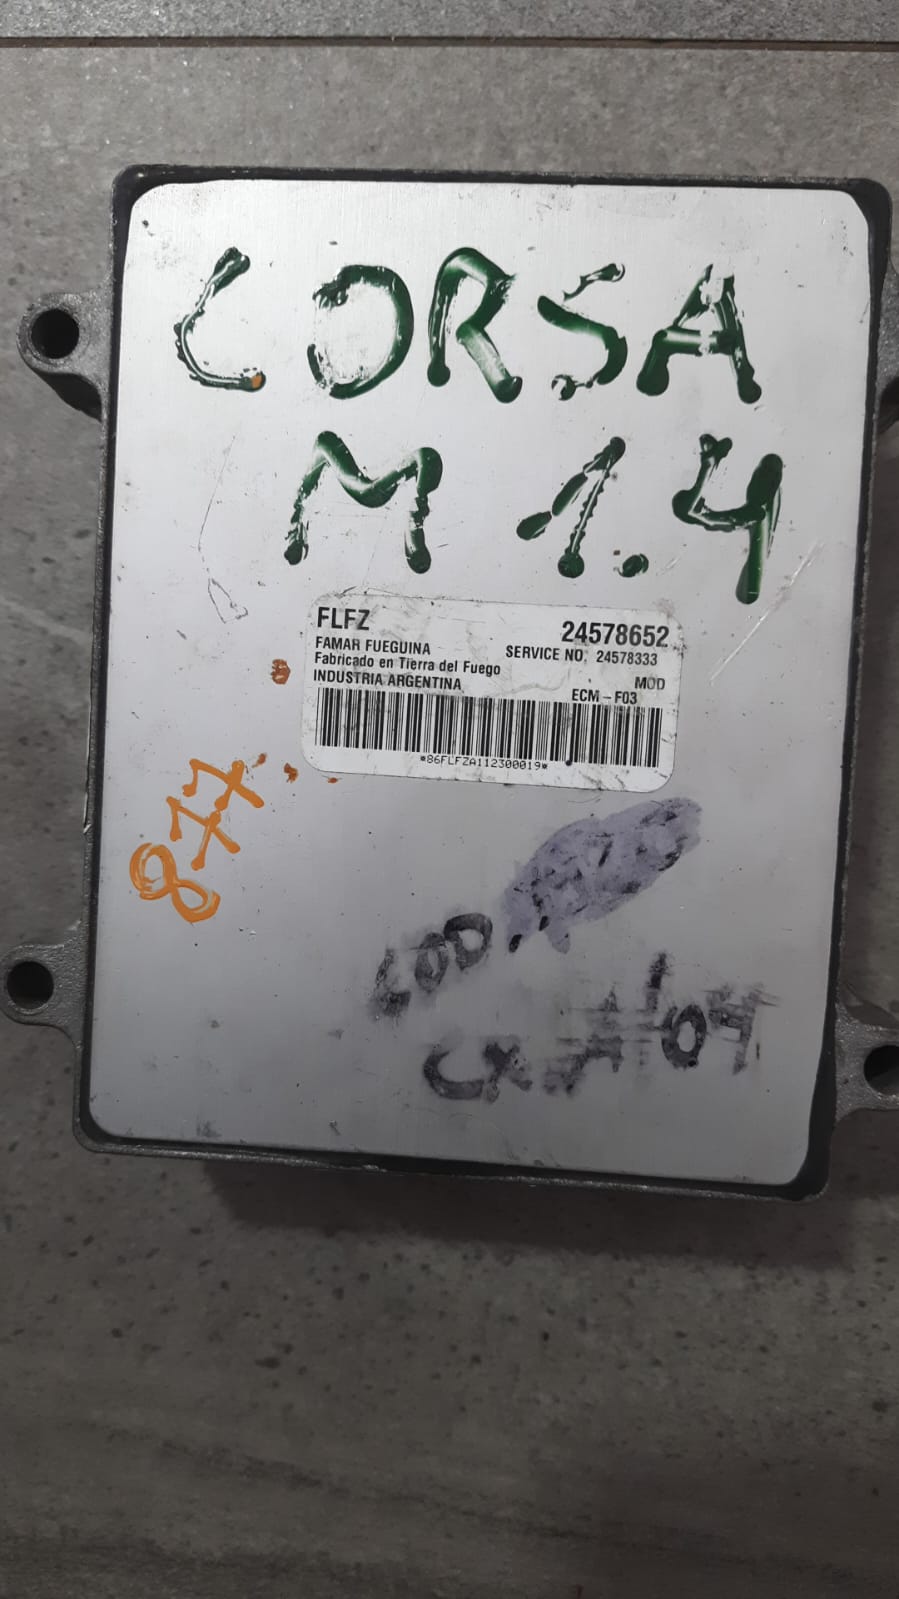 CORSA
M 1.4
FLFZ 24578652
FAMAR FUEGUINA SERVICE NO. 24578333
Fabricado en Tierra del Fuego MOD
INDUSTRIA ARGENTINA ECM-F03
*86FLFZA112300019*
877